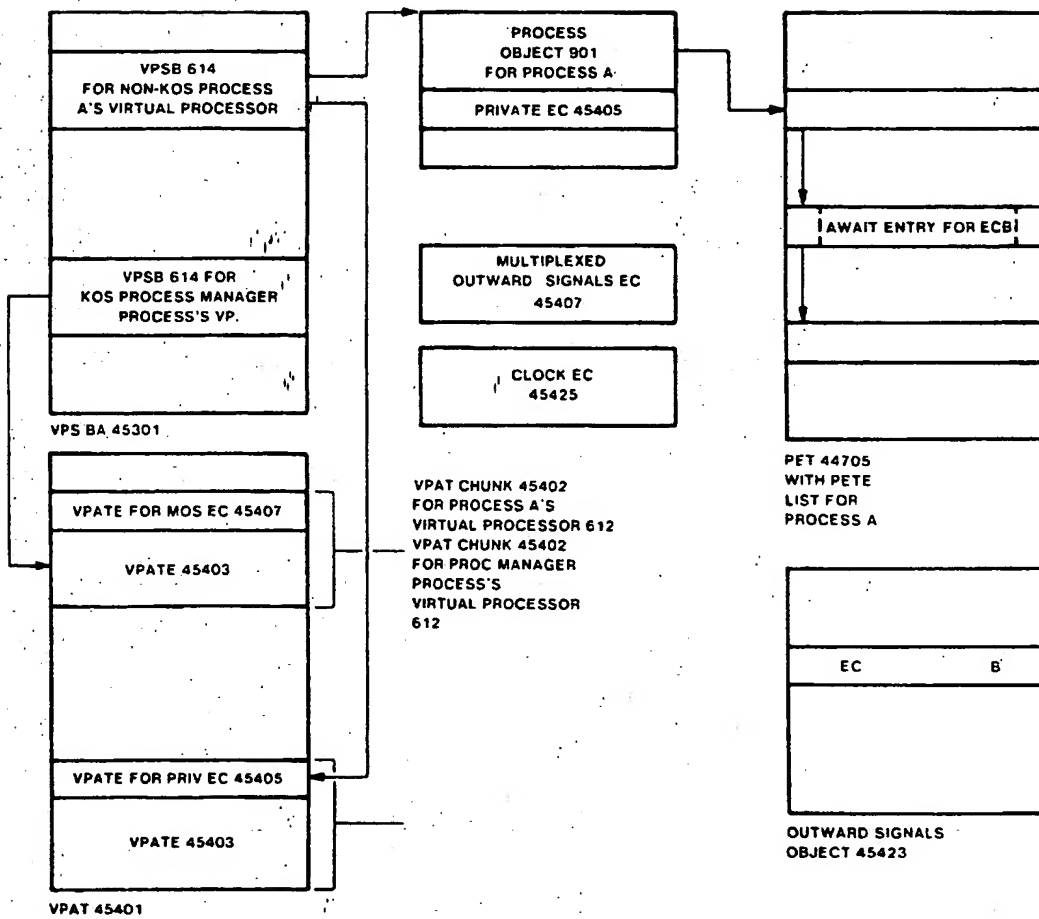 VPSB 614
FOR NON-KOS PROCESS
A'S VIRTUAL PROCESSOR
VPSB 614 FOR
KOS PROCESS MANAGER
PROCESS'S VP.
VPS BA 45301
VPATE FOR MOS EC 45407
VPATE 45403
VPATE FOR PRIV EC 45405
VPATE 45403
VPAT 45401
PROCESS
OBJECT 901
FOR PROCESS A
PRIVATE EC 45405
MULTIPLEXED
OUTWARD SIGNALS EC
45407
CLOCK EC
45425
VPAT CHUNK 45402
FOR PROCESS A'S
VIRTUAL PROCESSOR 612
VPAT CHUNK 45402
FOR PROC MANAGER
PROCESS'S
VIRTUAL PROCESSOR
612
AWAIT ENTRY FOR ECB
PET 44705
WITH PETE
LIST FOR
PROCESS A
EC B
OUTWARD SIGNALS
OBJECT 45423